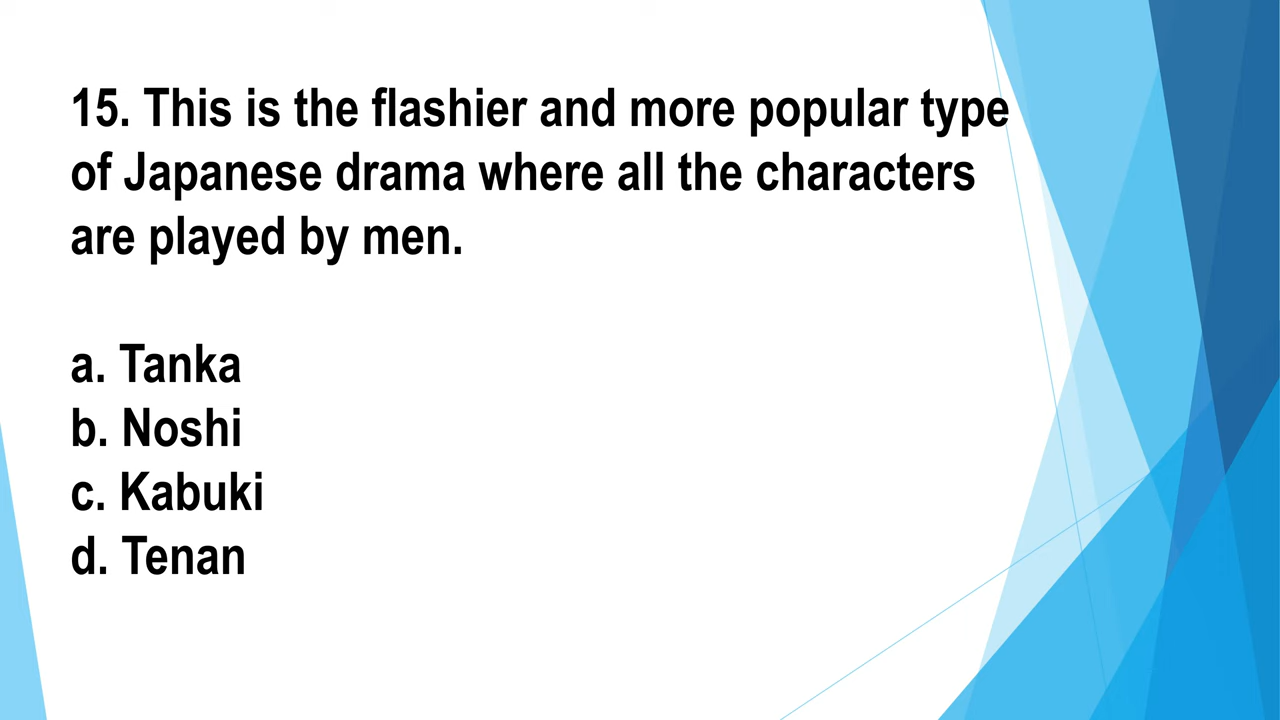 15. This is the flashier and more popular type
of Japanese drama where all the characters
are played by men.
a. Tanka
b. Noshi
c. Kabuki
d. Tenan